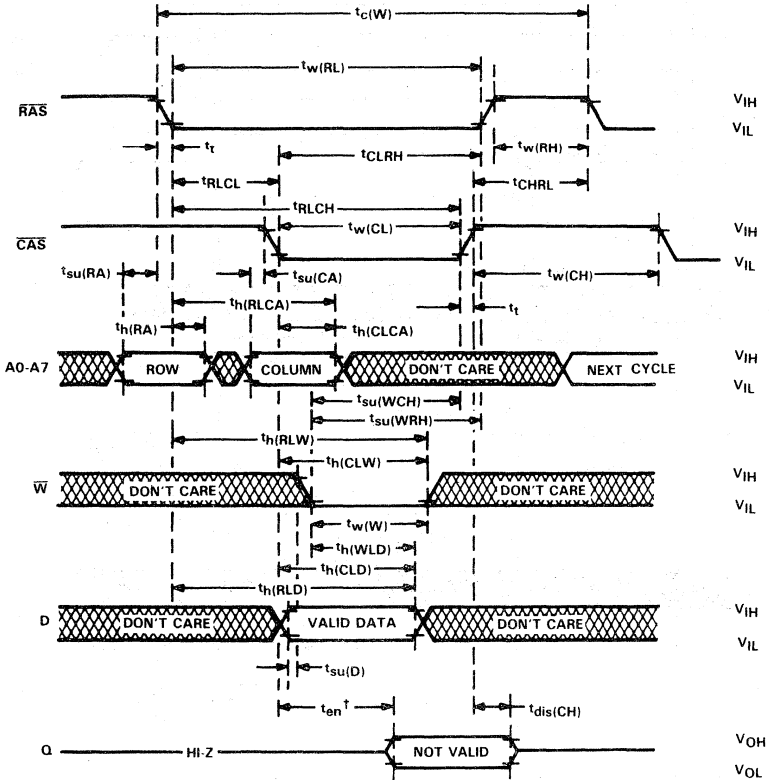 tc(W)
tw(RL)
RAS
VIH
VIL
tt
tCLRH
tw(RH)
tRLCL
tCHRL
tRLCH
CAS
tw(CL)
VIH
VIL
tsu(RA)
tsu(CA)
tw(CH)
th(RLCA)
th(RA)
th(CLCA)
tt
A0-A7
ROW
COLUMN
DON'T CARE
NEXT CYCLE
VIH
VIL
tsu(WCH)
tsu(WRH)
th(RLW)
th(CLW)
W
DON'T CARE
DON'T CARE
VIH
VIL
tw(W)
th(WLD)
th(CLD)
th(RLD)
D
DON'T CARE
VALID DATA
DON'T CARE
VIH
VIL
tsu(D)
ten†
tdis(CH)
Q
HI-Z
NOT VALID
VOH
VOL